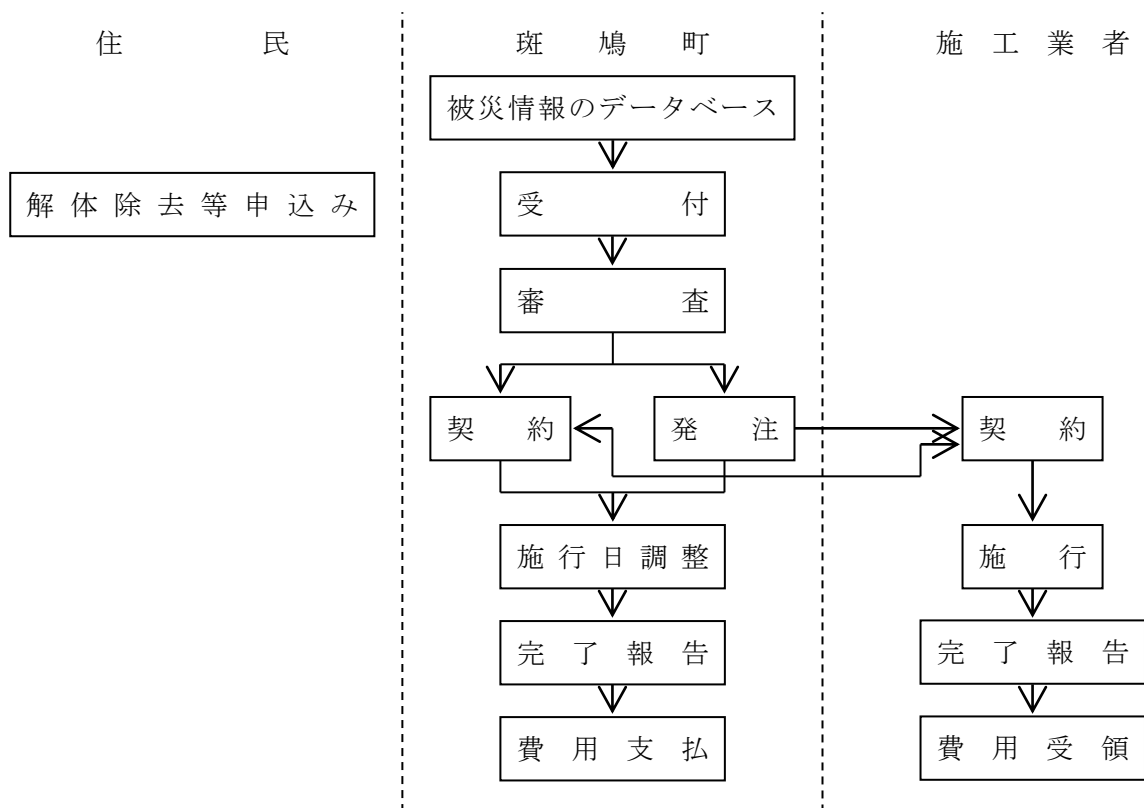 住民
斑鳩町
施工業者
被災情報のデータベース
解体除去等申込み
受付
審査
契約
発注
契約
施行日調整
施行
完了報告
完了報告
費用支払
費用受領